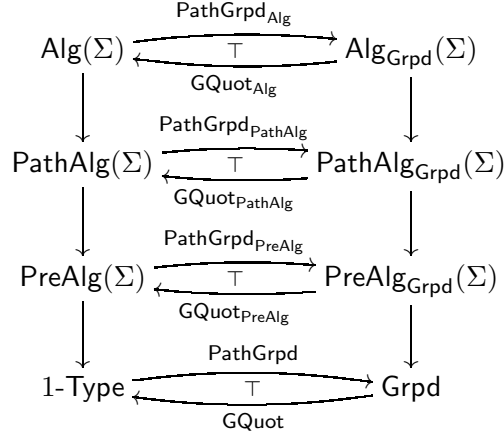 PathGrpd_Alg
Alg(Σ) ⊤ Alg_Grpd(Σ)
GQuot_Alg
PathGrpd_PathAlg
PathAlg(Σ) ⊤ PathAlg_Grpd(Σ)
GQuot_PathAlg
PathGrpd_PreAlg
PreAlg(Σ) ⊤ PreAlg_Grpd(Σ)
GQuot_PreAlg
PathGrpd
1-Type ⊤ Grpd
GQuot